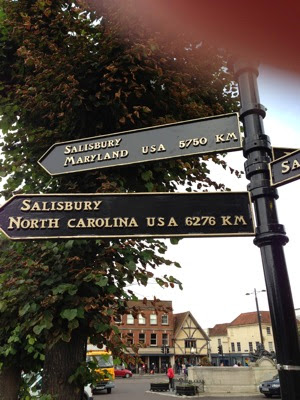 SALISBURY
MARYLAND USA 5750 KM
SALISBURY
NORTH CAROLINA USA 6276 KM
SA